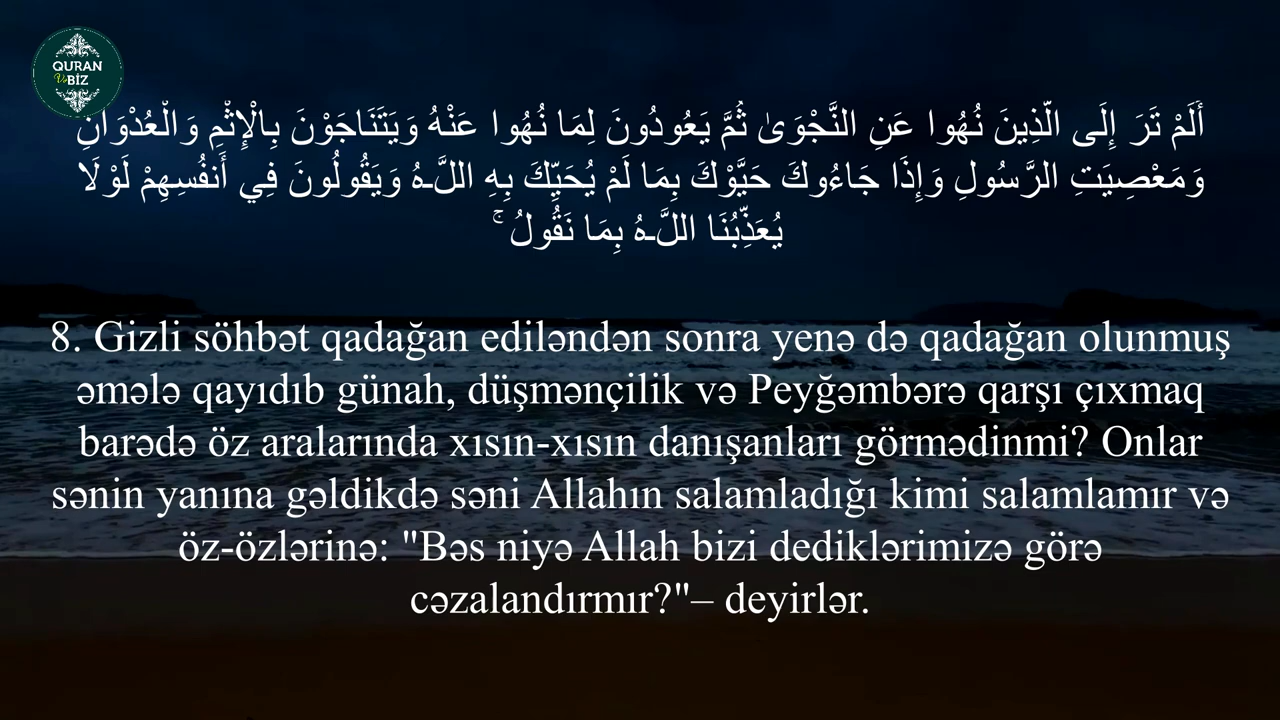 QURAN
Və BİZ
أَلَمْ تَرَ إِلَى الَّذِينَ نُهُوا عَنِ النَّجْوَىٰ ثُمَّ يَعُودُونَ لِمَا نُهُوا عَنْهُ وَيَتَنَاجَوْنَ بِالْإِثْمِ وَالْعُدْوَانِ
وَمَعْصِيَتِ الرَّسُولِ وَإِذَا جَاءُوكَ حَيَّوْكَ بِمَا لَمْ يُحَيِّكَ بِهِ اللَّـهُ وَيَقُولُونَ فِي أَنفُسِهِمْ لَوْلَا
يُعَذِّبُنَا اللَّـهُ بِمَا نَقُولُ ۚ
8. Gizli söhbət qadağan ediləndən sonra yenə də qadağan olunmuş
əmələ qayıdıb günah, düşmənçilik və Peyğəmbərə qarşı çıxmaq
barədə öz aralarında xısın-xısın danışanları görmədinmi? Onlar
sənin yanına gəldikdə səni Allahın salamladığı kimi salamlamır və
öz-özlərinə: "Bəs niyə Allah bizi dediklərimizə görə
cəzalandırmır?"– deyirlər.